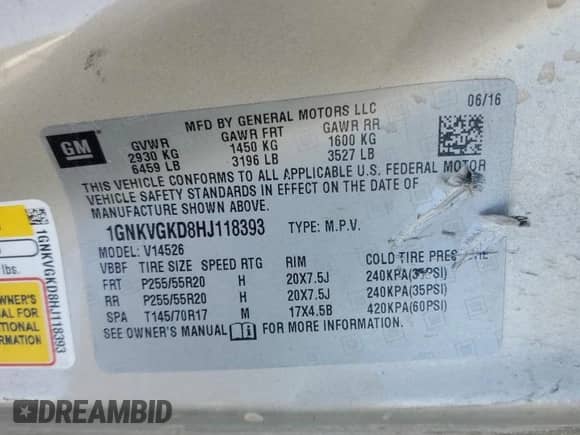 MFD BY GENERAL MOTORS LLC 06/16
GM GVWR GAWR FRT GAWR RR
2930 KG 1450 KG 1600 KG
6459 LB 3196 LB 3527 LB
THIS VEHICLE CONFORMS TO ALL APPLICABLE U.S. FEDERAL MOTOR
VEHICLE SAFETY STANDARDS IN EFFECT ON THE DATE OF
MANUFACTURE SHOWN ABOVE.
1GNKVGKD8HJ118393 TYPE: M.P.V.
MODEL: V14526
VBBF TIRE SIZE SPEED RTG RIM COLD TIRE
FRT P255/55R20 H 20X7.5J 240KPA(35PSI)
RR P255/55R20 H 20X7.5J 240KPA(35PSI)
SPA T145/70R17 M 17X4.5B 420KPA(60PSI)
SEE OWNER'S MANUAL FOR MORE INFORMATION.
1GNKVGKD8HJ118393
lbs.
OWNER'S
FOR
DREAMBID